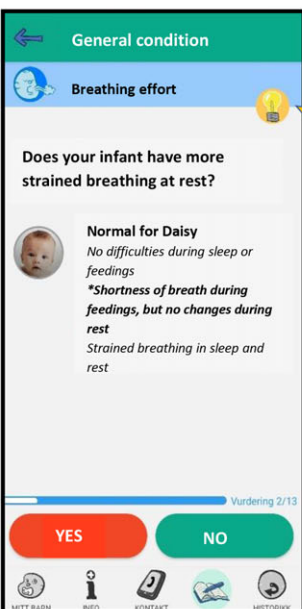 General condition
Breathing effort
Does your infant have more
strained breathing at rest?
Normal for Daisy
No difficulties during sleep or
feedings
*Shortness of breath during
feedings, but no changes during
rest
Strained breathing in sleep and
rest
Vurdering 2/13
YES
NO
MITT BARN
INFO
KONTAKT
HISTORIKK